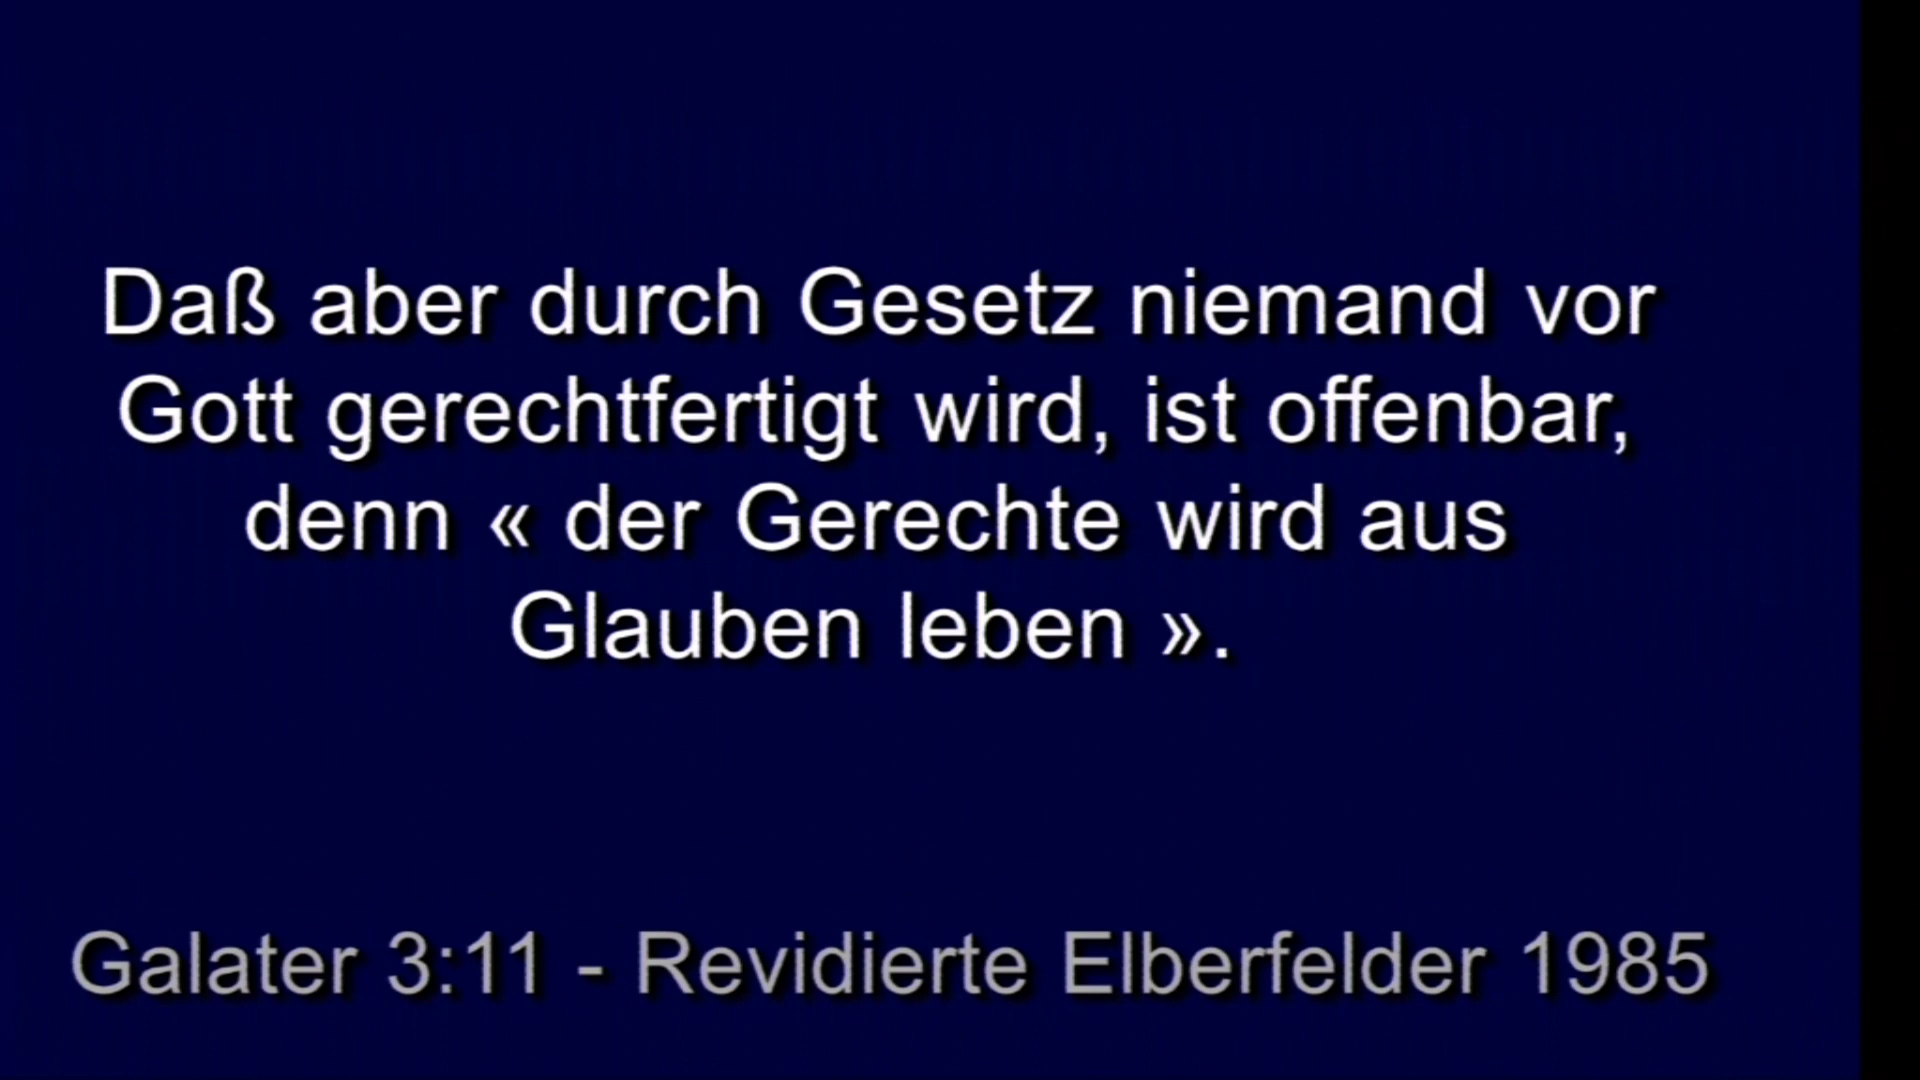 Daß aber durch Gesetz niemand vor
Gott gerechtfertigt wird, ist offenbar,
denn « der Gerechte wird aus
Glauben leben ».
Galater 3:11 - Revidierte Elberfelder 1985